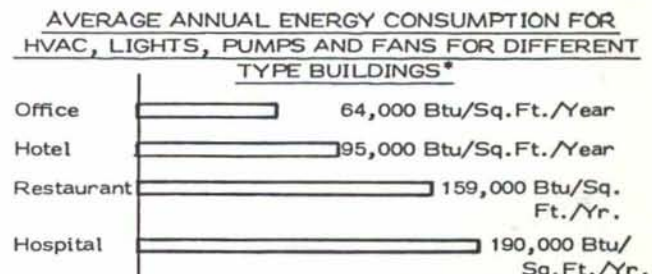 AVERAGE ANNUAL ENERGY CONSUMPTION FOR
HVAC, LIGHTS, PUMPS AND FANS FOR DIFFERENT
TYPE BUILDINGS*
Office 64,000 Btu/Sq.Ft./Year
Hotel 95,000 Btu/Sq.Ft./Year
Restaurant 159,000 Btu/Sq.
Ft./Yr.
Hospital 190,000 Btu/
Sq.Ft./Yr.